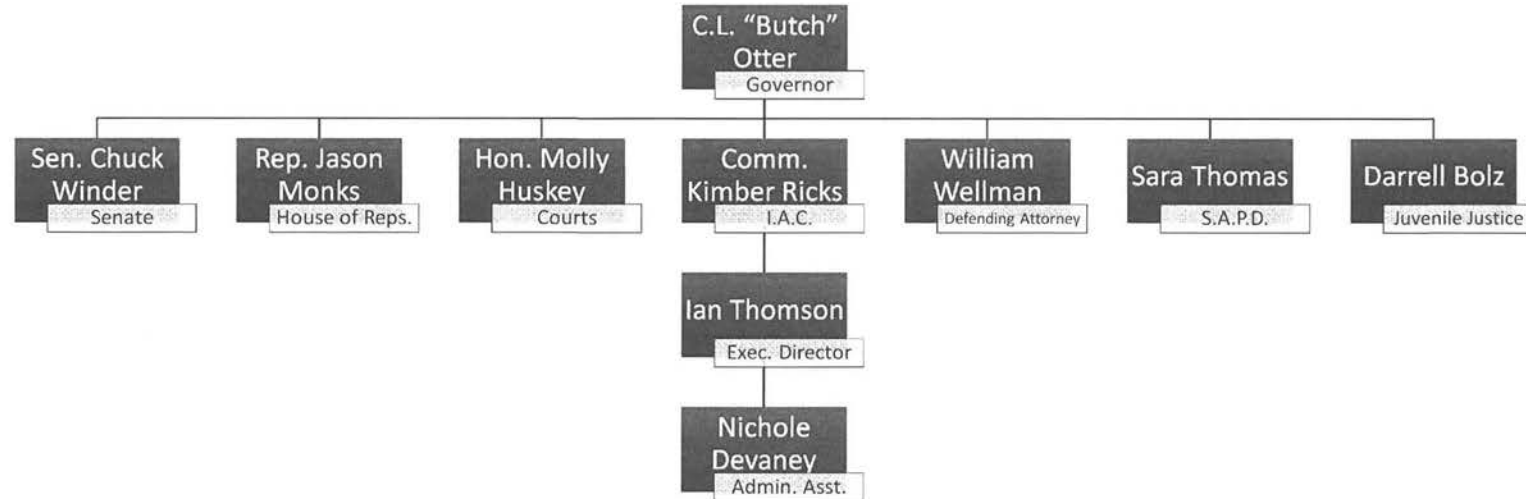 C.L. “Butch”
Otter
Governor
Sen. Chuck
Winder
Senate
Rep. Jason
Monks
House of Reps.
Hon. Molly
Huskey
Courts
Comm.
Kimber Ricks
I.A.C.
William
Wellman
Defending Attorney
Sara Thomas
S.A.P.D.
Darrell Bolz
Juvenile Justice
Ian Thomson
Exec. Director
Nichole
Devaney
Admin. Asst.